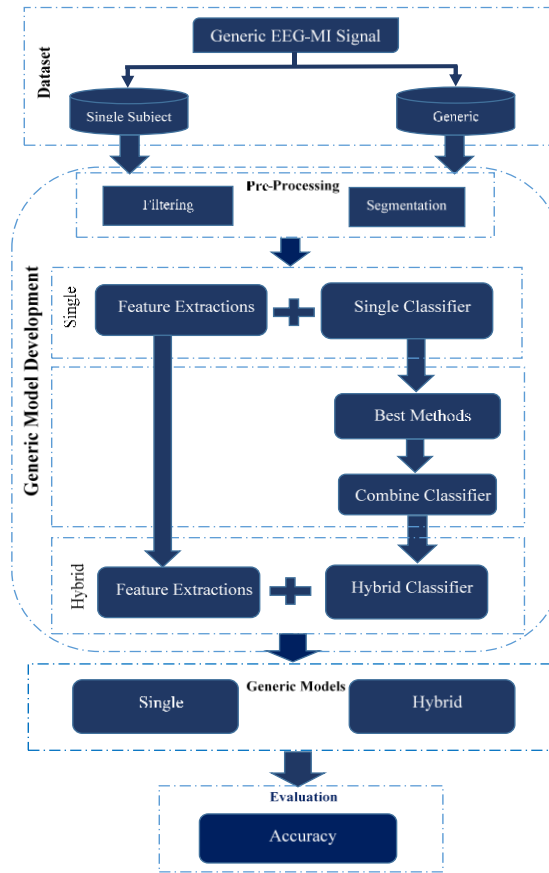 Generic EEG-MI Signal
Dataset
Single Subject
Generic
Pre-Processing
Filtering
Segmentation
Generic Model Development
Single
Feature Extractions
Single Classifier
Best Methods
Combine Classifier
Hybrid
Feature Extractions
Hybrid Classifier
Generic Models
Single
Hybrid
Evaluation
Accuracy